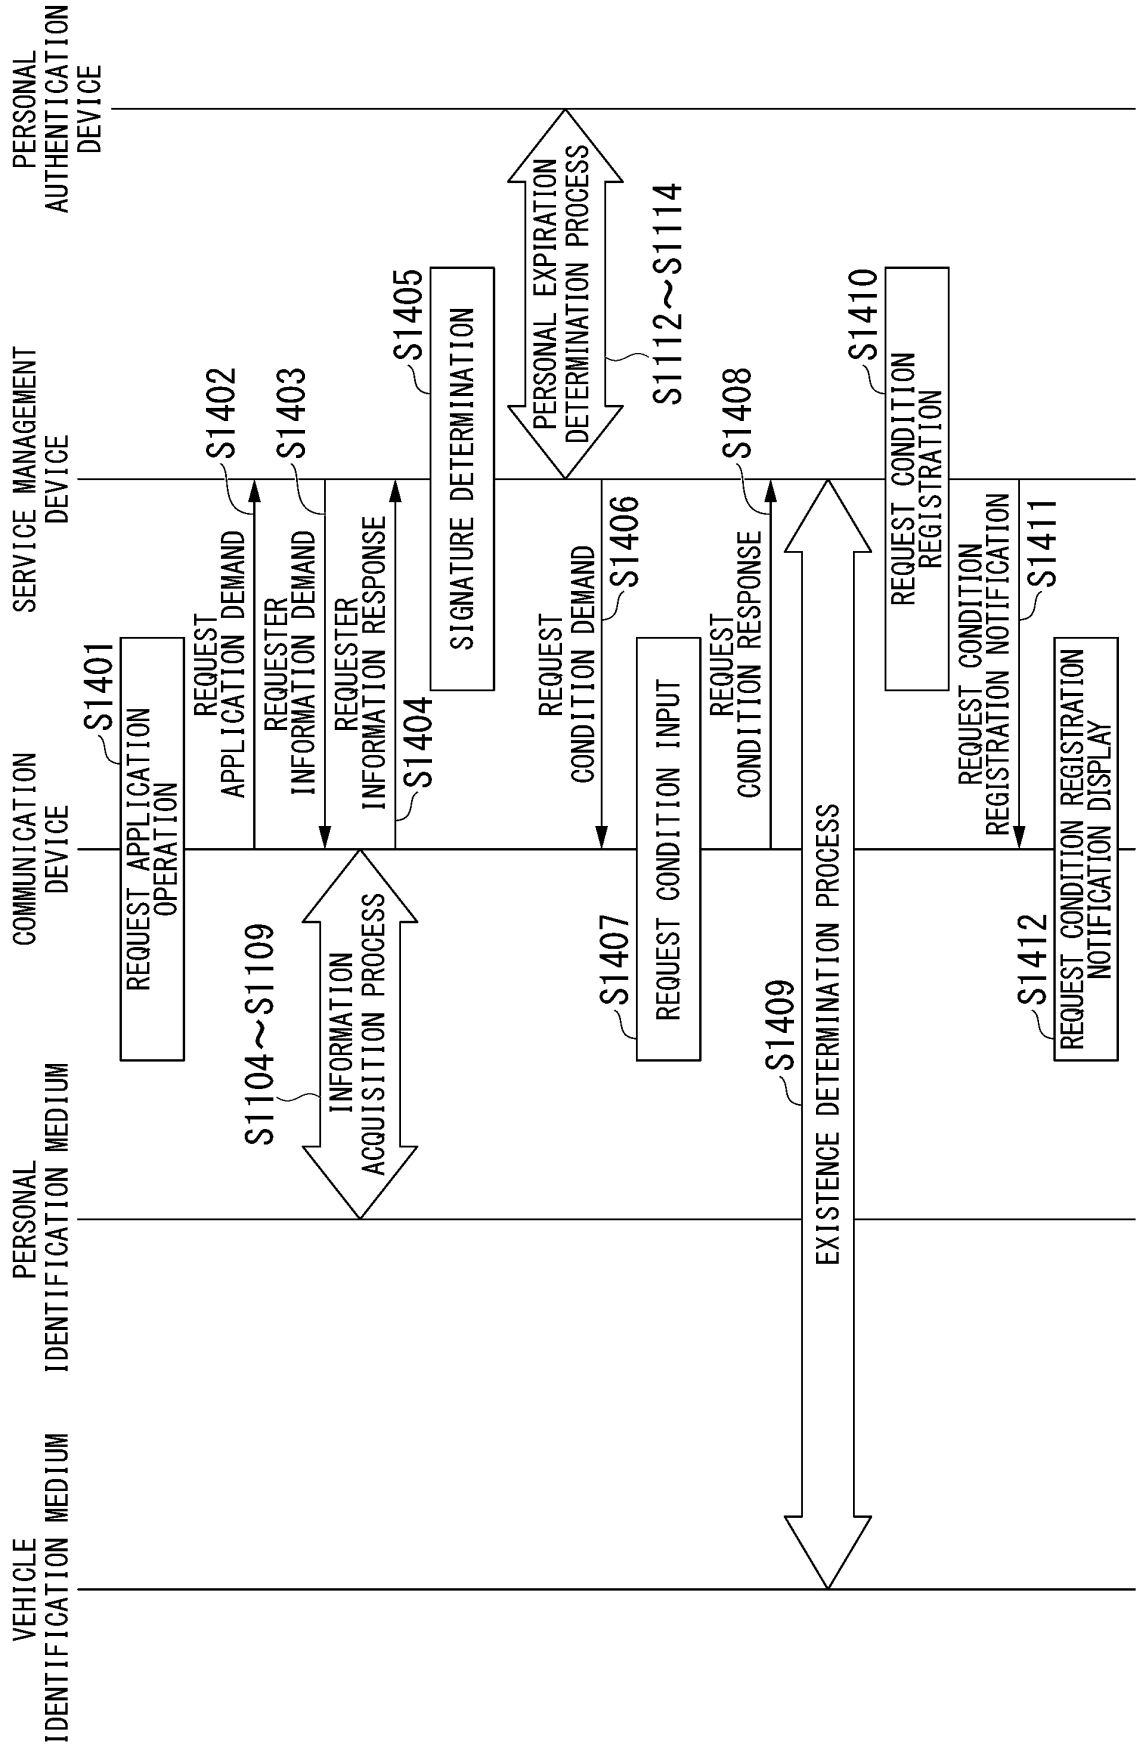 VEHICLE
IDENTIFICATION MEDIUM
PERSONAL
IDENTIFICATION MEDIUM
COMMUNICATION
DEVICE
SERVICE MANAGEMENT
DEVICE
PERSONAL
AUTHENTICATION
DEVICE
S1401
REQUEST APPLICATION
OPERATION
REQUEST
APPLICATION DEMAND
S1402
REQUESTER
INFORMATION DEMAND
S1403
S1104~S1109
INFORMATION
ACQUISITION PROCESS
REQUESTER
INFORMATION RESPONSE
S1404
S1405
SIGNATURE DETERMINATION
PERSONAL EXPIRATION
DETERMINATION PROCESS
S1112~S1114
REQUEST
CONDITION DEMAND
S1406
S1407
REQUEST CONDITION INPUT
REQUEST
CONDITION RESPONSE
S1408
S1409
EXISTENCE DETERMINATION PROCESS
S1410
REQUEST CONDITION
REGISTRATION
REQUEST CONDITION
REGISTRATION NOTIFICATION
S1411
S1412
REQUEST CONDITION REGISTRATION
NOTIFICATION DISPLAY